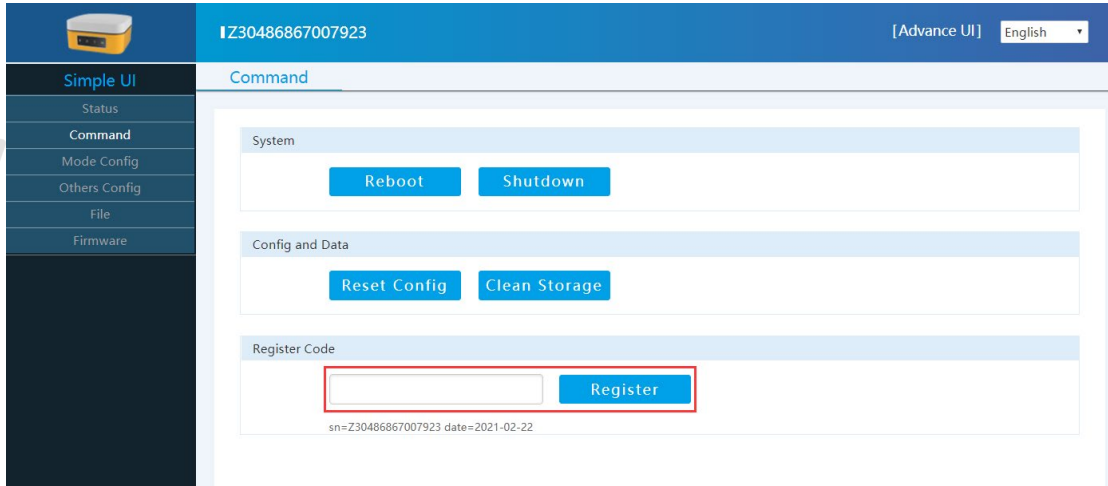 Z30486867007923
[Advance UI]
English
Simple UI
Status
Command
Mode Config
Others Config
File
Firmware
Command
System
Reboot
Shutdown
Config and Data
Reset Config
Clean Storage
Register Code
Register
sn=Z30486867007923 date=2021-02-22